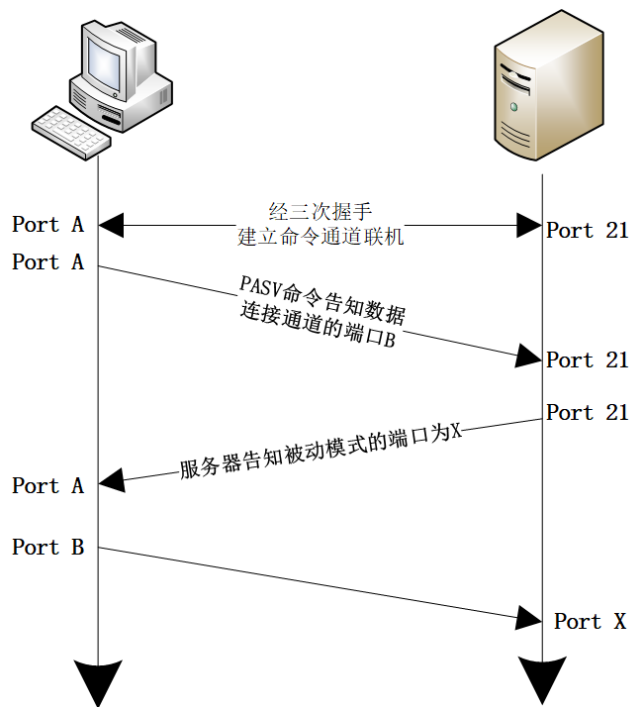 经三次握手
建立命令通道联机
Port A
Port 21
Port A
PASV命令告知数据
连接通道的端口B
Port 21
Port 21
服务器告知被动模式的端口为X
Port A
Port B
Port X